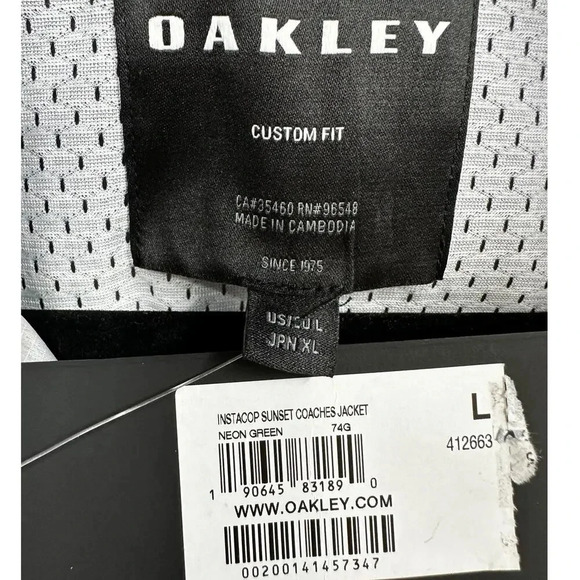 OAKLEY
CUSTOM FIT
CA#35460 RN#96548
MADE IN CAMBODIA
SINCE 1975
US/EU L
JPN XL
INSTACOP SUNSET COACHES JACKET
NEON GREEN 74G
L
412663
1 90645 83189 0
WWW.OAKLEY.COM
00200141457347